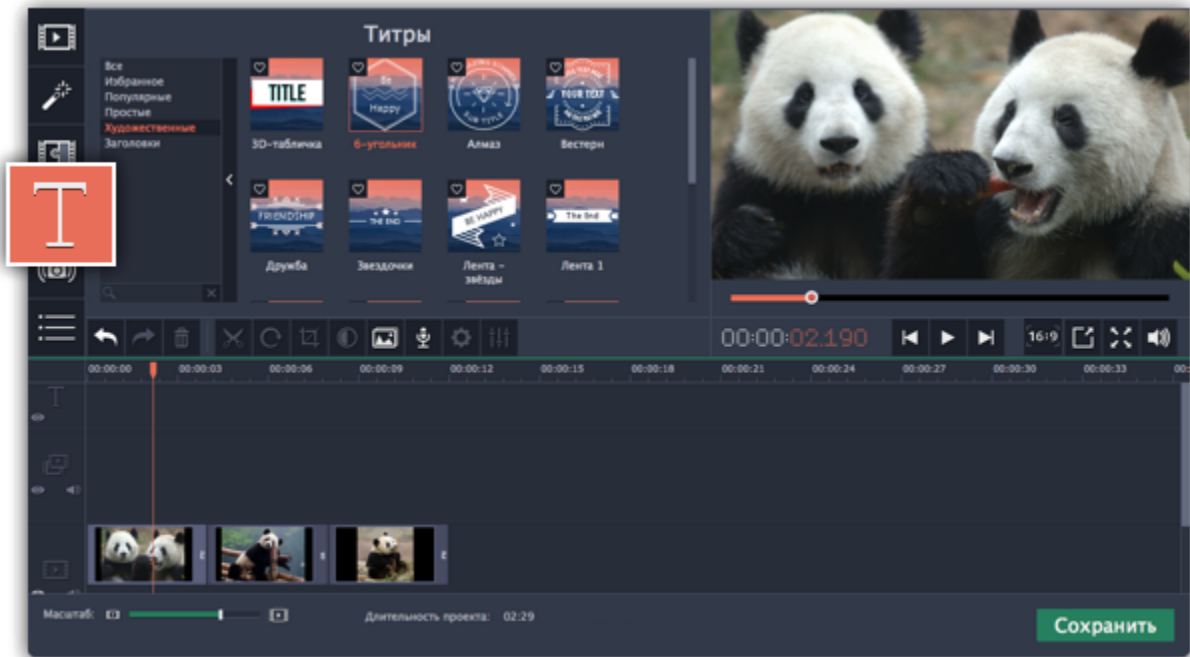 Титры
Все
Избранное
Популярные
Простые
Художественные
Заголовки
TITLE
Be
Happy
SUB TITLE
YOUR TEXT
3D-табличка
6-угольник
Алмаз
Вестерн
T
FRIENDSHIP
THE END
BE HAPPY
The End
Дружба
Звездочки
Лента –
звёзды
Лента 1
00:00:02.190
16:9
00:00:00 00:00:03 00:00:06 00:00:09 00:00:12 00:00:15 00:00:18 00:00:21 00:00:24 00:00:27 00:00:30 00:00:33 00:
T
Масштаб:
Длительность проекта: 02:29
Сохранить